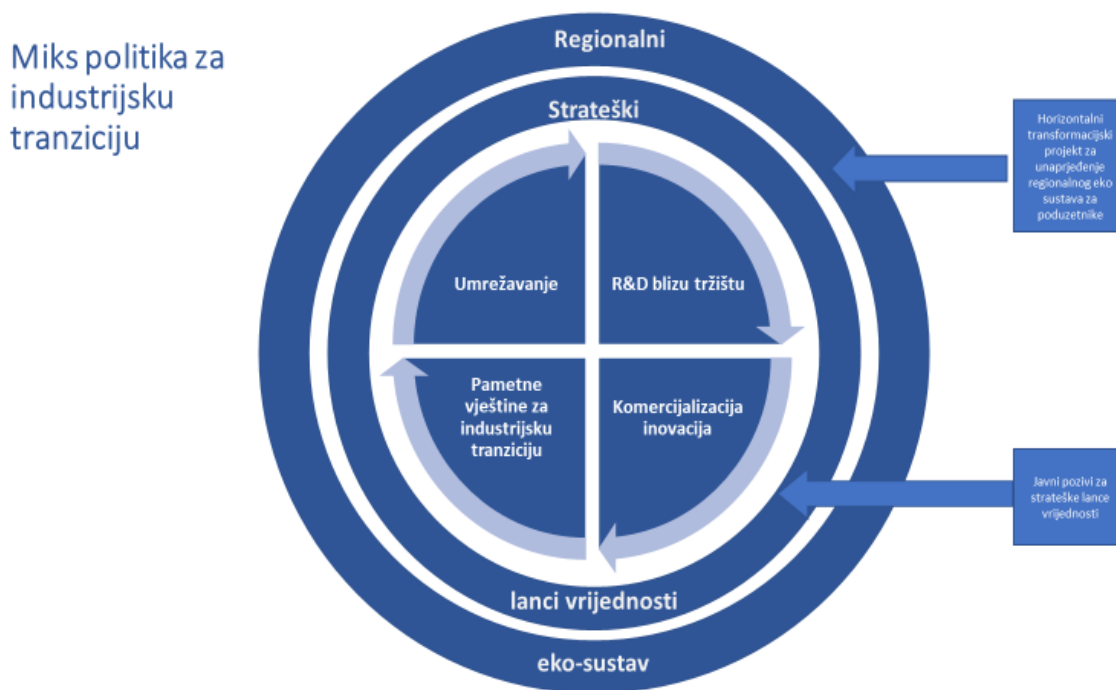 Miks politika za
industrijsku
tranziciju
Regionalni
Strateški
Umrežavanje
R&D blizu tržištu
Pametne
vještine za
industrijsku
tranziciju
Komercijalizacija
inovacija
lanci vrijednosti
eko-sustav
Horizontalni
transformacijski
projekt za
unaprjeđenje
regionalnog eko
sustava za
poduzetnike
Javni pozivi za
strateške lance
vrijednosti